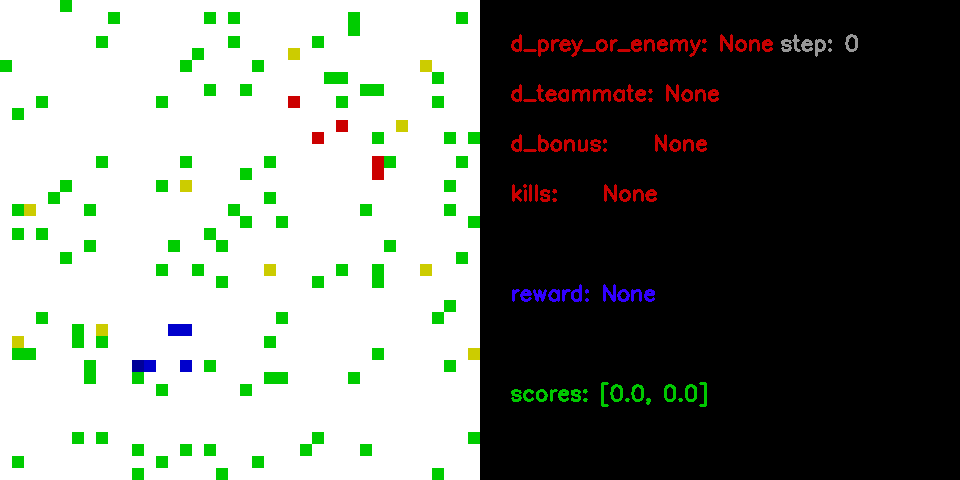 d_prey_or_enemy: None step: 0
d_teammate: None
d_bonus: None
kills: None
reward: None
scores: [0.0, 0.0]